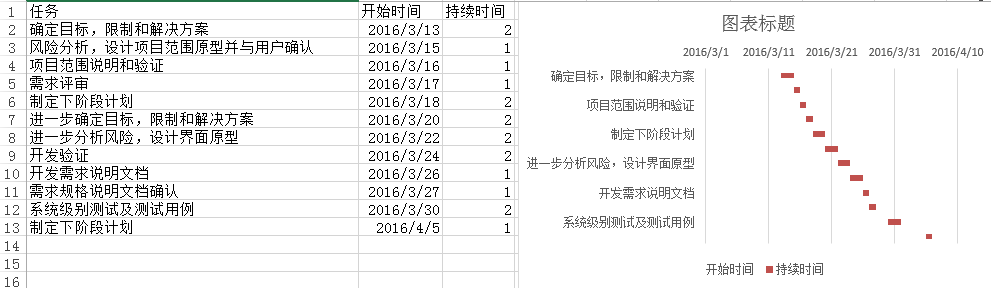 1 任务 开始时间 持续时间
2 确定目标，限制和解决方案 2016/3/13 2
3 风险分析，设计项目范围原型并与用户确认 2016/3/15 1
4 项目范围说明和验证 2016/3/16 1
5 需求评审 2016/3/17 1
6 制定下阶段计划 2016/3/18 2
7 进一步确定目标，限制和解决方案 2016/3/20 2
8 进一步分析风险，设计界面原型 2016/3/22 2
9 开发验证 2016/3/24 2
10 开发需求说明文档 2016/3/26 1
11 需求规格说明文档确认 2016/3/27 1
12 系统级别测试及测试用例 2016/3/30 2
13 制定下阶段计划 2016/4/5 1
14
15
16
图表标题
2016/3/1 2016/3/11 2016/3/21 2016/3/31 2016/4/10
确定目标，限制和解决方案
项目范围说明和验证
制定下阶段计划
进一步分析风险，设计界面原型
开发需求说明文档
系统级别测试及测试用例
开始时间 持续时间